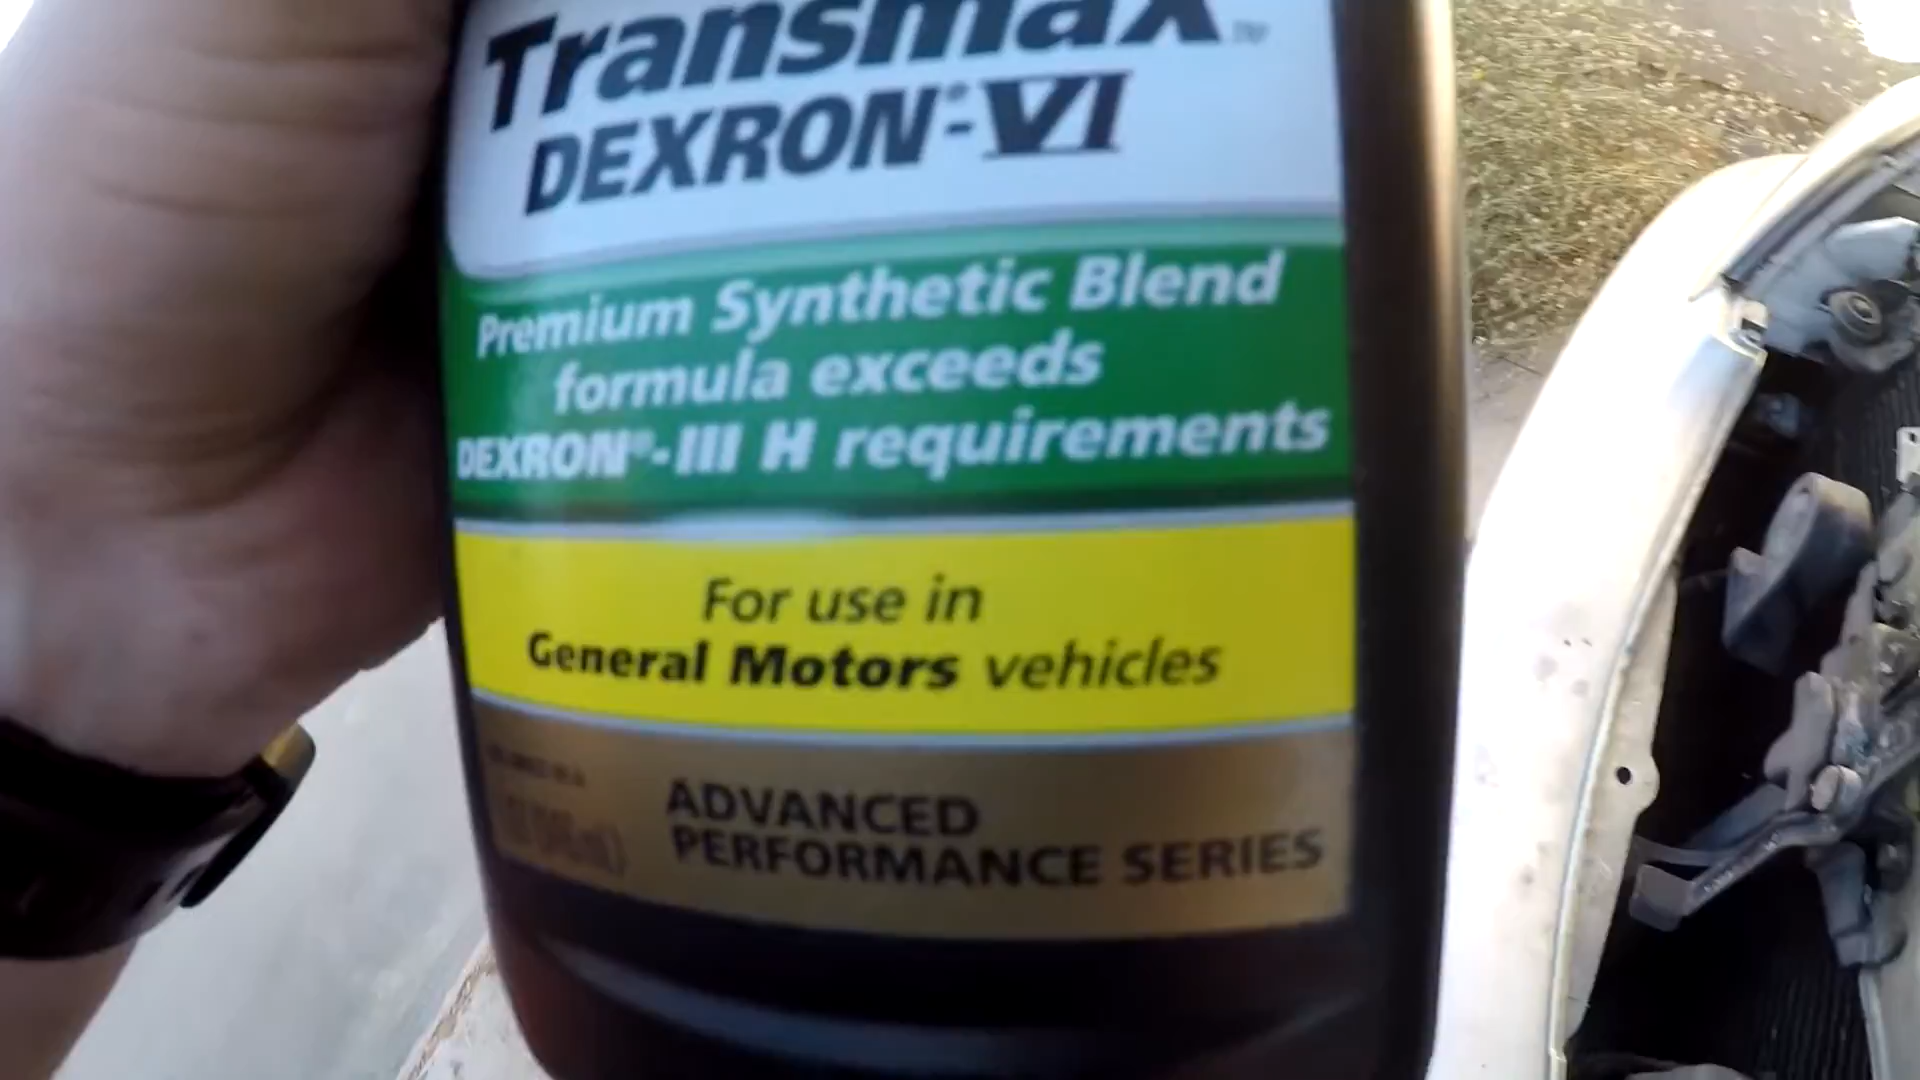 Transmax™
DEXRON®-VI
Premium Synthetic Blend
formula exceeds
DEXRON®-III H requirements
For use in
General Motors vehicles
ADVANCED
PERFORMANCE SERIES